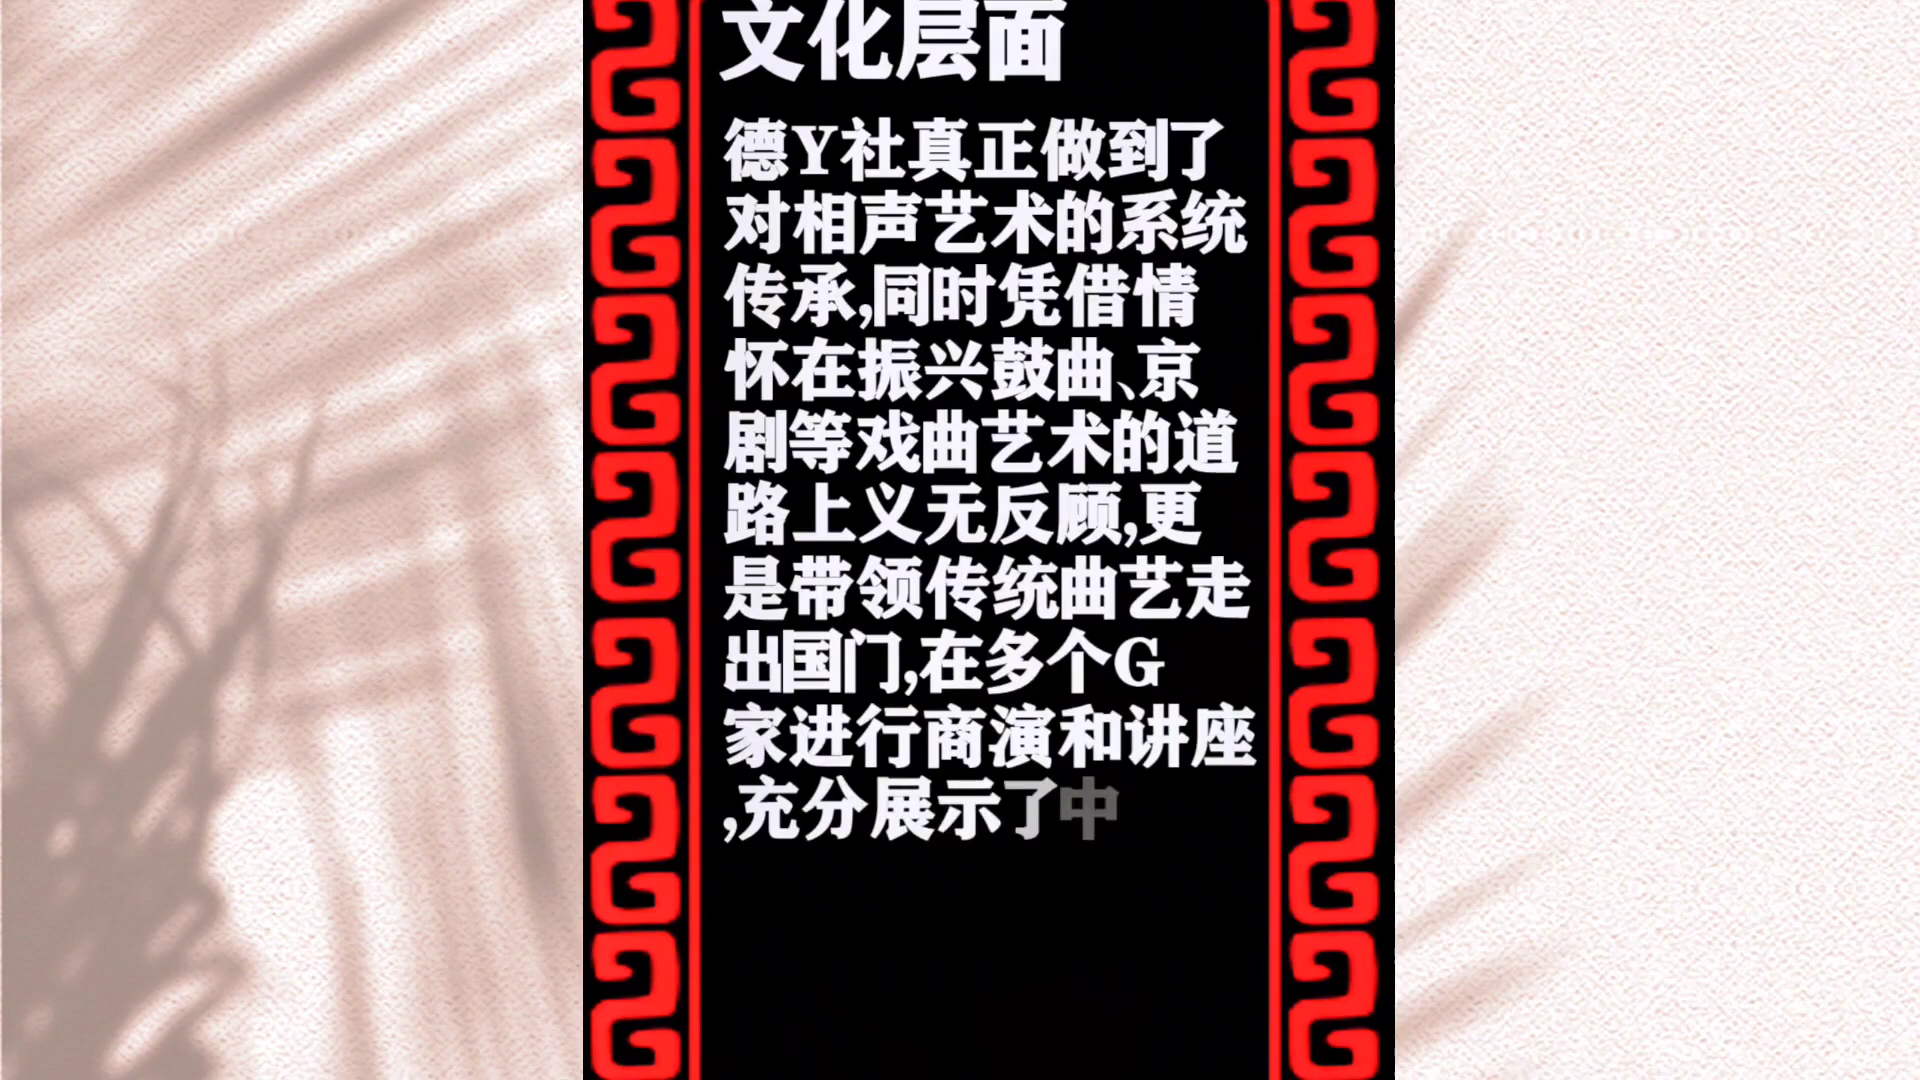 文化层面
德Y社真正做到了
对相声艺术的系统
传承,同时凭借情
怀在振兴鼓曲、京
剧等戏曲艺术的道
路上义无反顾,更
是带领传统曲艺走
出国门,在多个G
家进行商演和讲座
,充分展示了中